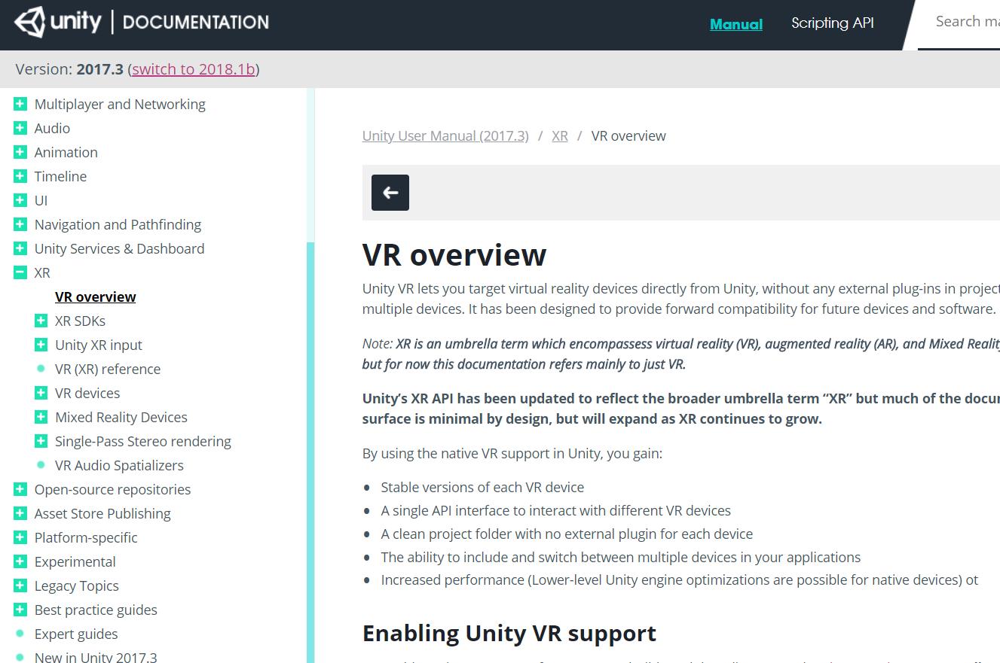 unity | DOCUMENTATION
Manual
Scripting API
Search ma
Version: 2017.3 (switch to 2018.1b)
Multiplayer and Networking
Audio
Animation
Timeline
UI
Navigation and Pathfinding
Unity Services & Dashboard
XR
VR overview
XR SDKs
Unity XR input
VR (XR) reference
VR devices
Mixed Reality Devices
Single-Pass Stereo rendering
VR Audio Spatializers
Open-source repositories
Asset Store Publishing
Platform-specific
Experimental
Legacy Topics
Best practice guides
Expert guides
New in Unity 2017.3
Unity User Manual (2017.3) / XR / VR overview
VR overview
Unity VR lets you target virtual reality devices directly from Unity, without any external plug-ins in project
multiple devices. It has been designed to provide forward compatibility for future devices and software.
Note: XR is an umbrella term which encompassess virtual reality (VR), augmented reality (AR), and Mixed Reality
but for now this documentation refers mainly to just VR.
Unity’s XR API has been updated to reflect the broader umbrella term “XR” but much of the docu
surface is minimal by design, but will expand as XR continues to grow.
By using the native VR support in Unity, you gain:
Stable versions of each VR device
A single API interface to interact with different VR devices
A clean project folder with no external plugin for each device
The ability to include and switch between multiple devices in your applications
Increased performance (Lower-level Unity engine optimizations are possible for native devices) ot
Enabling Unity VR support